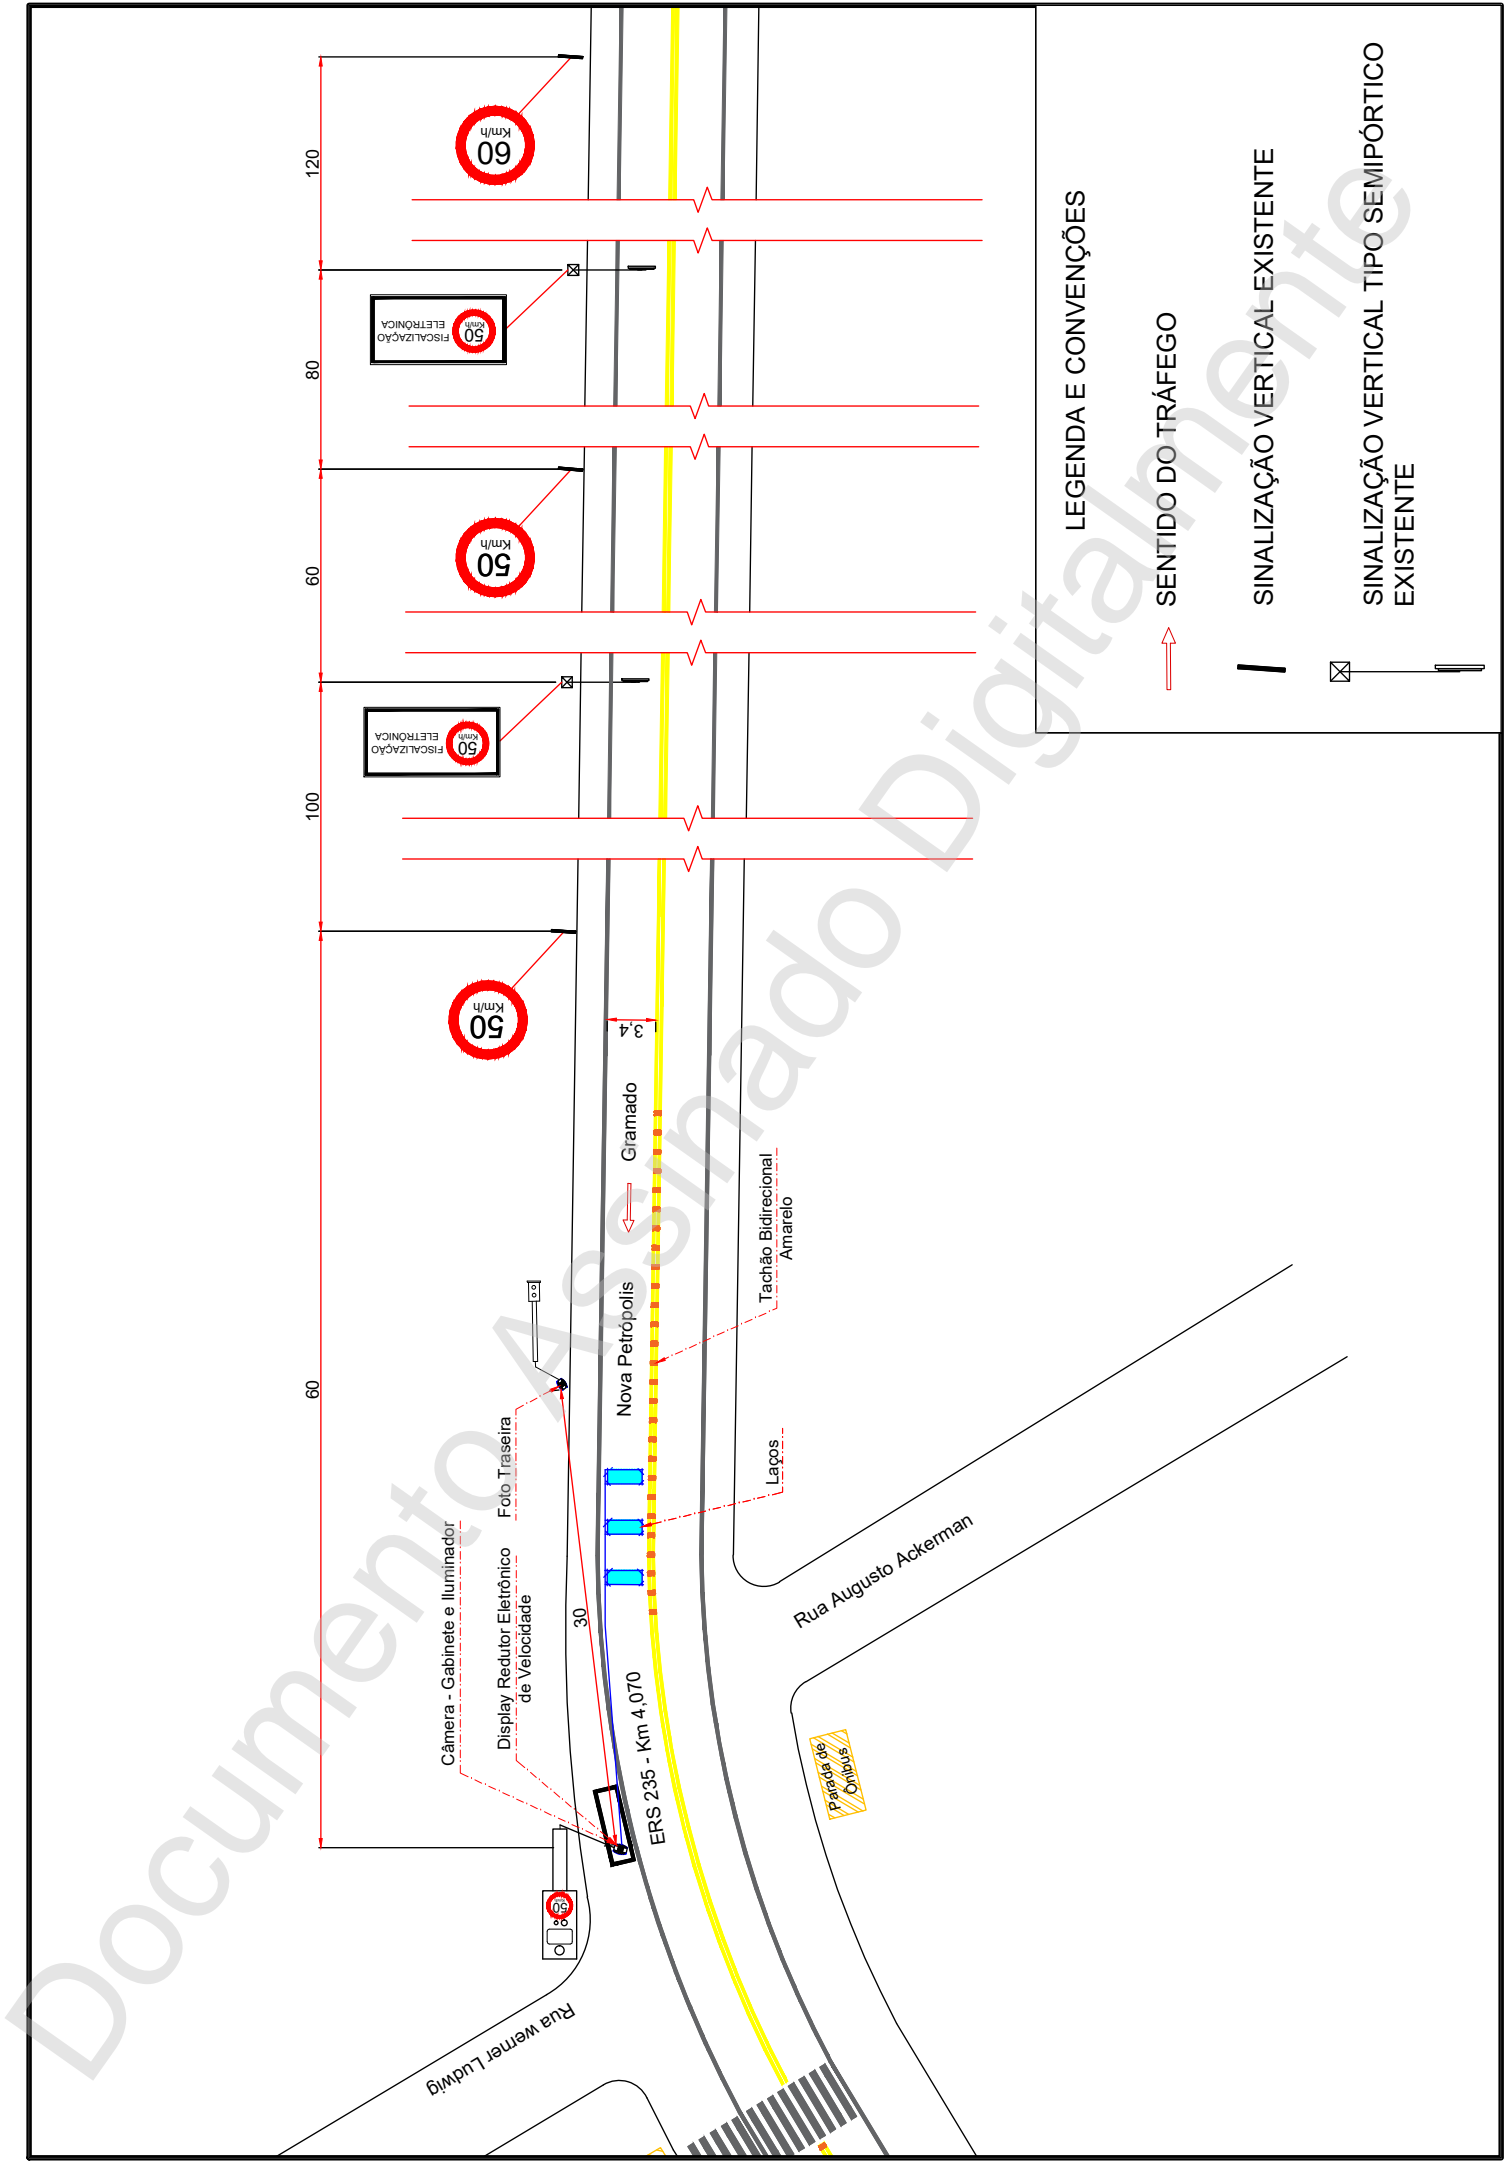 120
80
60
100
60
60
Km/h
FISCALIZAÇÃO
ELETRÔNICA
50
Km/h
50
Km/h
FISCALIZAÇÃO
ELETRÔNICA
50
Km/h
50
Km/h
3,4
Gramado
Nova Petrópolis
Tachão Bidirecional
Amarelo
Laços
Foto Traseira
Câmera - Gabinete e Iluminador
Display Redutor Eletrônico
de Velocidade
30
ERS 235 - Km 4,070
50
Rua Augusto Ackerman
Parada de
Ônibus
Rua werner Ludwig
LEGENDA E CONVENÇÕES
SENTIDO DO TRÁFEGO
SINALIZAÇÃO VERTICAL EXISTENTE
SINALIZAÇÃO VERTICAL TIPO SEMIPÓRTICO
EXISTENTE
Documento Assinado Digitalmente